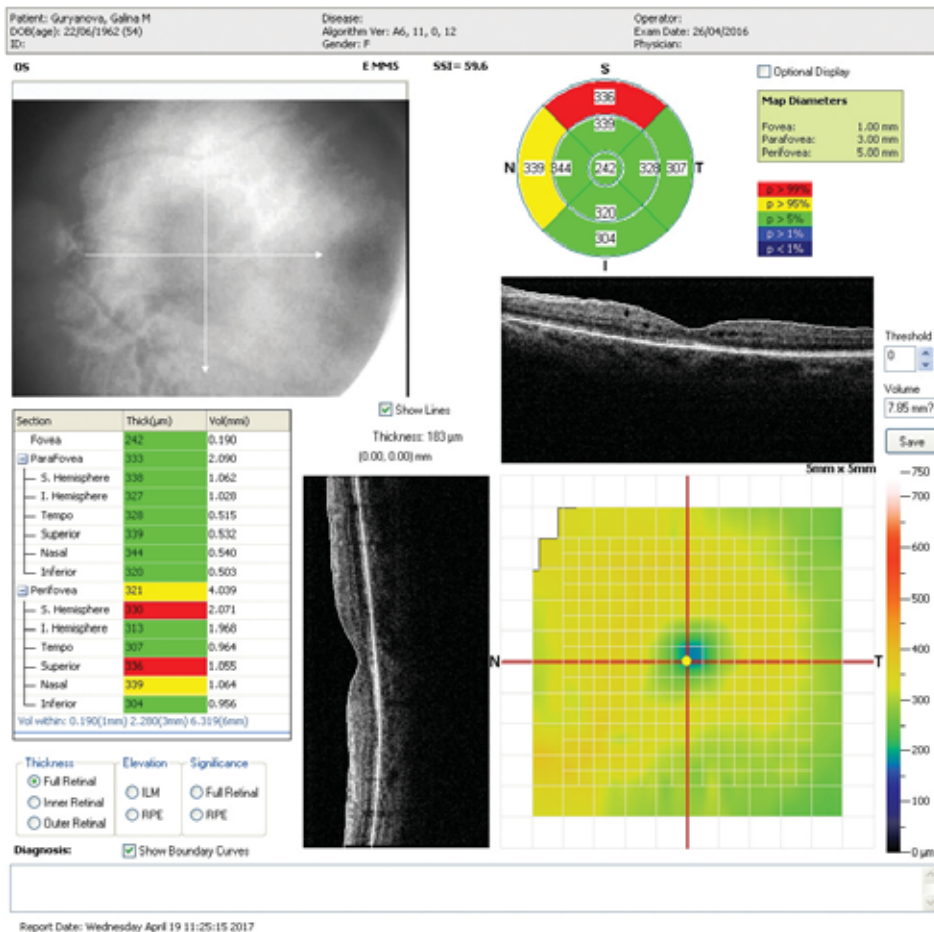 Patient: Guryanova, Galina M
DOB(age): 22/06/1962 (54)
ID:
Disease:
Algorithm Ver: A6, 11, 0, 12
Gender: F
Operator:
Exam Date: 26/04/2016
Physician:
OS
E MM5 SSI= 59.6
Optional Display
Map Diameters
Fovea: 1.00 mm
Parafovea: 3.00 mm
Perifovea: 5.00 mm
S
336
339
N 339 344 242 328 307 T
320
304
I
p > 99%
p > 95%
p > 5%
p > 1%
p < 1%
Threshold
0
Volume
7.85 mm?
Save
Show Lines
Thickness: 183 µm
(0.00, 0.00) mm
Section Thick(µm) Vol(mm)
Fovea 242 0.190
ParaFovea 333 2.090
S. Hemisphere 338 1.062
I. Hemisphere 327 1.028
Tempo 328 0.515
Superior 339 0.532
Nasal 344 0.540
Inferior 320 0.503
Perifovea 321 4.039
S. Hemisphere 330 2.071
I. Hemisphere 313 1.968
Tempo 307 0.964
Superior 336 1.055
Nasal 339 1.064
Inferior 304 0.956
Vol within: 0.190(1mm) 2.280(3mm) 6.319(6mm)
5mm x 5mm
N
T
750
700
600
500
400
300
200
100
0 µm
Thickness
Full Retinal
Inner Retinal
Outer Retinal
Elevation
ILM
RPE
Significance
Full Retinal
RPE
Diagnosis:
Show Boundary Curves
Report Date: Wednesday April 19 11:25:15 2017